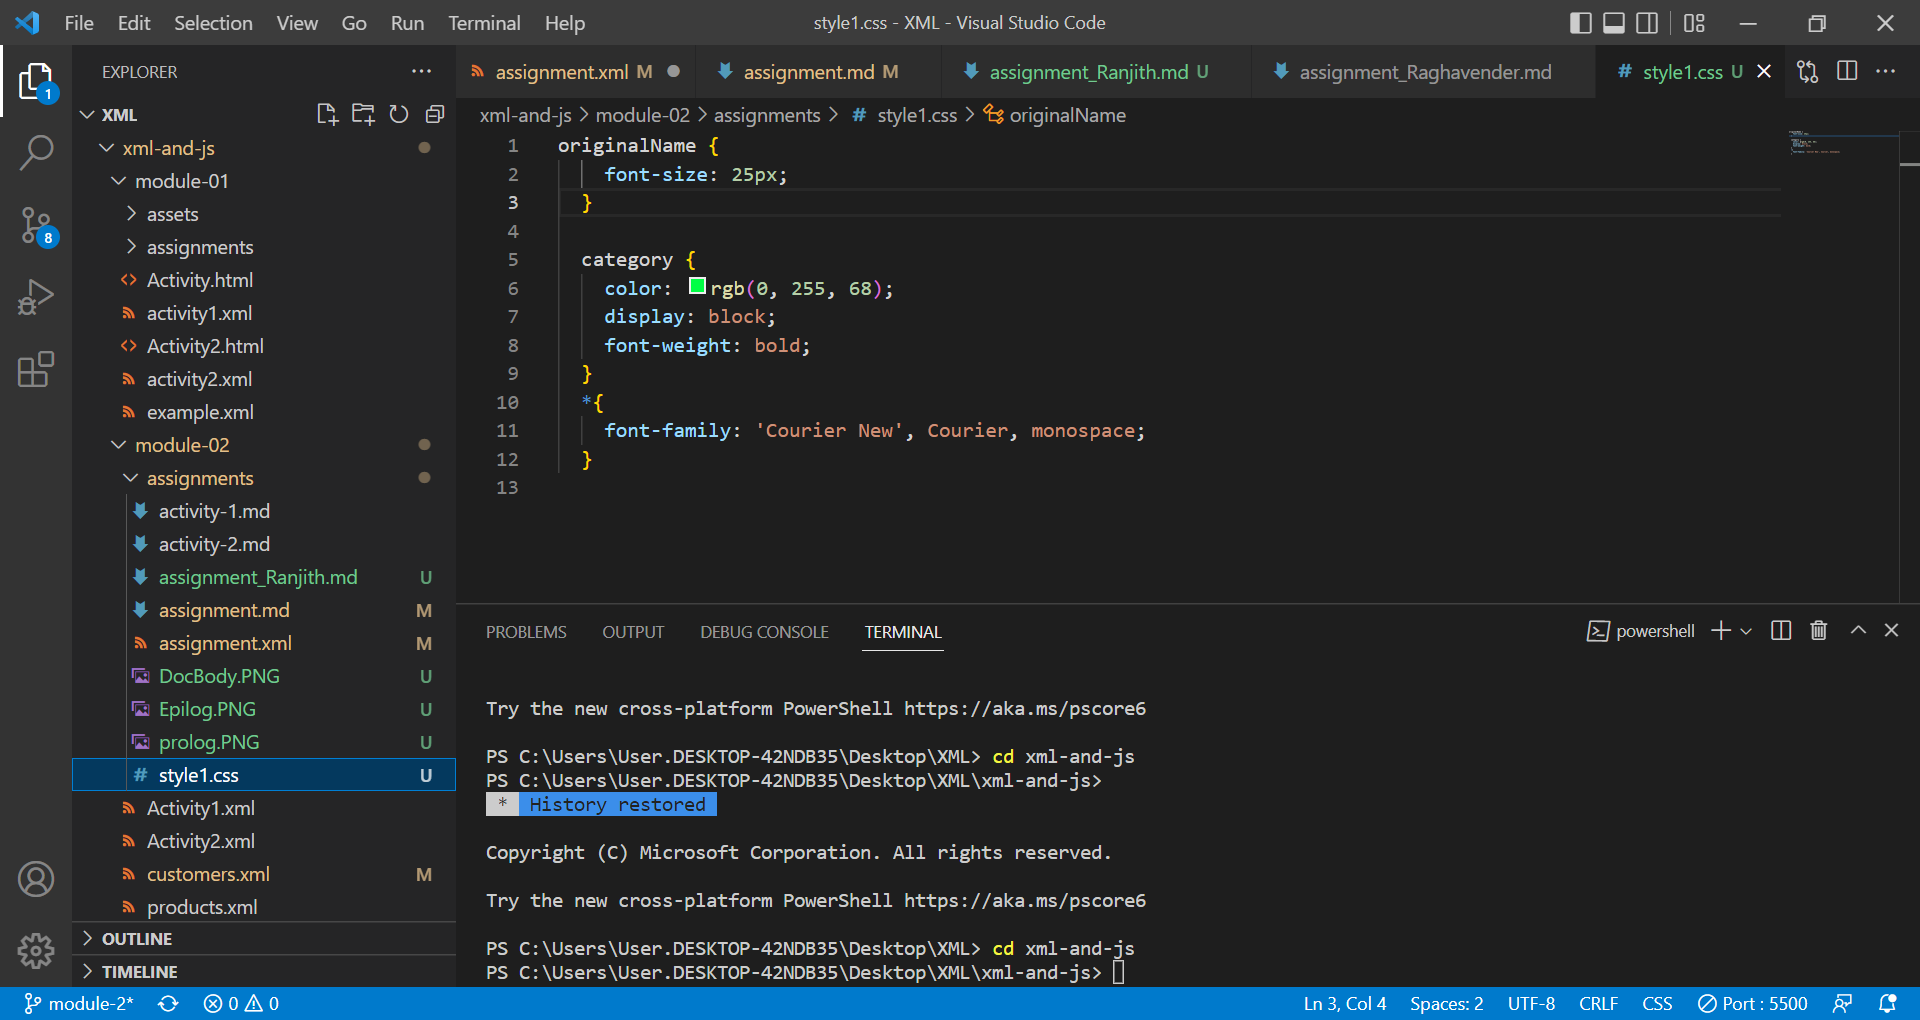 File Edit Selection View Go Run Terminal Help
style1.css - XML - Visual Studio Code
EXPLORER
XML
xml-and-js
module-01
assets
assignments
Activity.html
activity1.xml
Activity2.html
activity2.xml
example.xml
module-02
assignments
activity-1.md
activity-2.md
assignment_Ranjith.md U
assignment.md M
assignment.xml M
DocBody.PNG U
Epilog.PNG U
prolog.PNG U
style1.css U
Activity1.xml
Activity2.xml
customers.xml M
products.xml
OUTLINE
TIMELINE
1
8
assignment.xml M
assignment.md M
assignment_Ranjith.md U
assignment_Raghavender.md
style1.css U
xml-and-js > module-02 > assignments > # style1.css > originalName
1 originalName {
2 font-size: 25px;
3 }
4
5 category {
6 color: rgb(0, 255, 68);
7 display: block;
8 font-weight: bold;
9 }
10 *{
11 font-family: 'Courier New', Courier, monospace;
12 }
13
PROBLEMS OUTPUT DEBUG CONSOLE TERMINAL
powershell
Try the new cross-platform PowerShell https://aka.ms/pscore6
PS C:\Users\User.DESKTOP-42NDB35\Desktop\XML> cd xml-and-js
PS C:\Users\User.DESKTOP-42NDB35\Desktop\XML\xml-and-js>
* History restored
Copyright (C) Microsoft Corporation. All rights reserved.
Try the new cross-platform PowerShell https://aka.ms/pscore6
PS C:\Users\User.DESKTOP-42NDB35\Desktop\XML> cd xml-and-js
PS C:\Users\User.DESKTOP-42NDB35\Desktop\XML\xml-and-js>
module-2* 0 0
Ln 3, Col 4 Spaces: 2 UTF-8 CRLF CSS Port : 5500